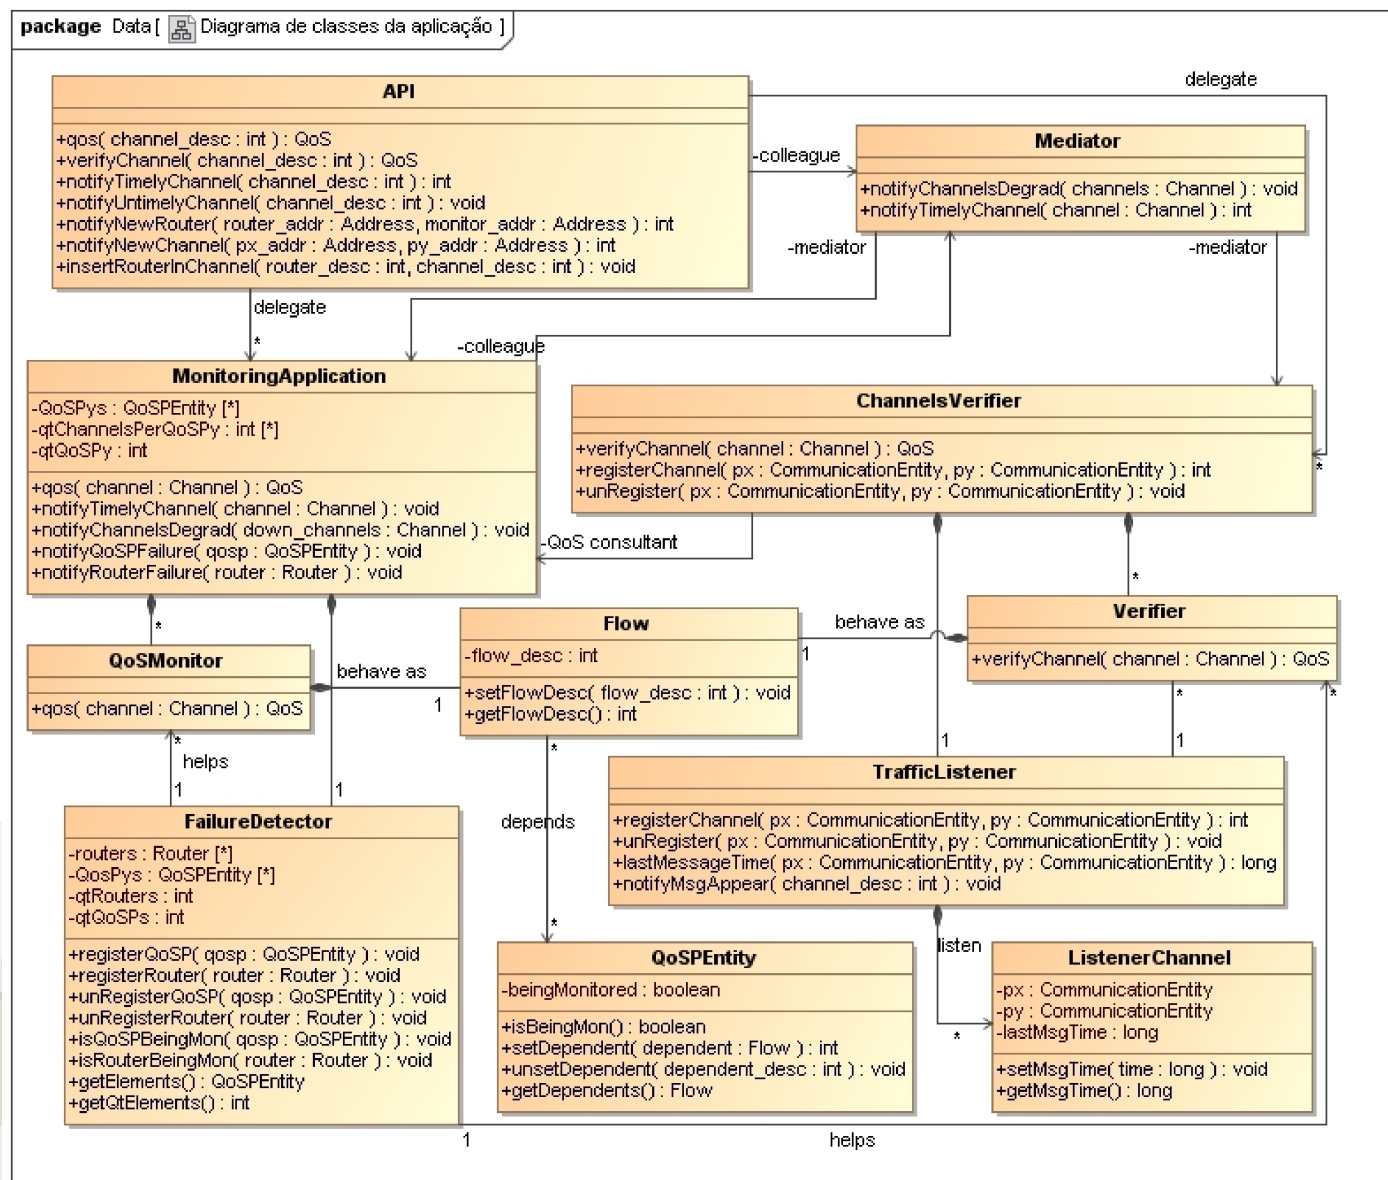 package Data [ Diagrama de classes da aplicação ]
API
+qos( channel_desc : int ) : QoS
+verifyChannel( channel_desc : int ) : QoS
+notifyTimelyChannel( channel_desc : int ) : int
+notifyUntimelyChannel( channel_desc : int ) : void
+notifyNewRouter( router_addr : Address, monitor_addr : Address ) : int
+notifyNewChannel( px_addr : Address, py_addr : Address ) : int
+insertRouterInChannel( router_desc : int, channel_desc : int ) : void
delegate
-colleague
Mediator
+notifyChannelsDegrad( channels : Channel ) : void
+notifyTimelyChannel( channel : Channel ) : int
-mediator
-mediator
delegate
*
-colleague
MonitoringApplication
-QoSPys : QoSPEntity [*]
-qtChannelsPerQoSPy : int [*]
-qtQoSPy : int
+qos( channel : Channel ) : QoS
+notifyTimelyChannel( channel : Channel ) : void
+notifyChannelsDegrad( down_channels : Channel ) : void
+notifyQoSPFailure( qosp : QoSPEntity ) : void
+notifyRouterFailure( router : Router ) : void
ChannelsVerifier
+verifyChannel( channel : Channel ) : QoS
+registerChannel( px : CommunicationEntity, py : CommunicationEntity ) : int
+unRegister( px : CommunicationEntity, py : CommunicationEntity ) : void
*
-QoS consultant
*
*
Verifier
+verifyChannel( channel : Channel ) : QoS
behave as
1
Flow
-flow_desc : int
+setFlowDesc( flow_desc : int ) : void
+getFlowDesc() : int
QoSMonitor
+qos( channel : Channel ) : QoS
behave as
1
*
helps
1
1
*
*
1
1
*
depends
*
TrafficListener
+registerChannel( px : CommunicationEntity, py : CommunicationEntity ) : int
+unRegister( px : CommunicationEntity, py : CommunicationEntity ) : void
+lastMessageTime( px : CommunicationEntity, py : CommunicationEntity ) : long
+notifyMsgAppear( channel_desc : int ) : void
FailureDetector
-routers : Router [*]
-QosPys : QoSPEntity [*]
-qtRouters : int
-qtQoSPs : int
+registerQoSP( qosp : QoSPEntity ) : void
+registerRouter( router : Router ) : void
+unRegisterQoSP( qosp : QoSPEntity ) : void
+unRegisterRouter( router : Router ) : void
+isQoSPBeingMon( qosp : QoSPEntity ) : void
+isRouterBeingMon( router : Router ) : void
+getElements() : QoSPEntity
+getQtElements() : int
QoSPEntity
-beingMonitored : boolean
+isBeingMon() : boolean
+setDependent( dependent : Flow ) : int
+unsetDependent( dependent_desc : int ) : void
+getDependents() : Flow
listen
*
ListenerChannel
-px : CommunicationEntity
-py : CommunicationEntity
-lastMsgTime : long
+setMsgTime( time : long ) : void
+getMsgTime() : long
1
helps